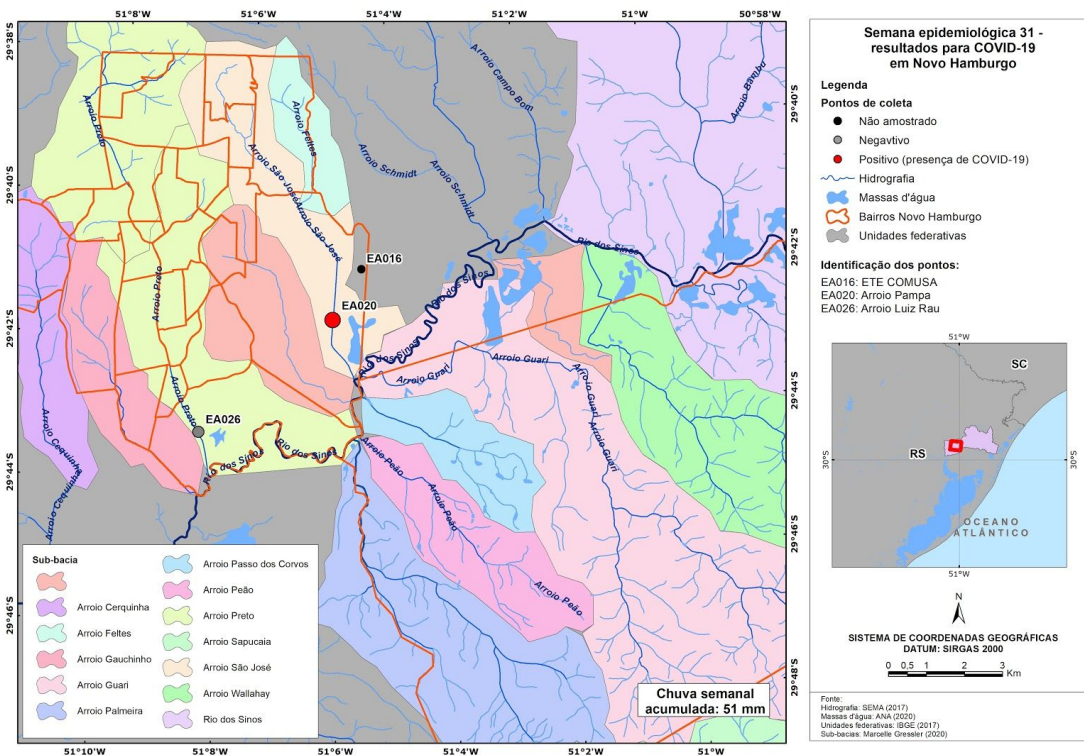 51°8'S
51°6'S
51°4'S
51°2'S
51°S
50°58'S
29°38'S
29°40'S
29°42'S
29°44'S
29°46'S
29°40'S
29°42'S
29°44'S
29°46'S
29°48'S
51°10'W
51°8'W
51°6'W
51°4'W
51°2'W
51°W
Arroio Preto
Arroio Feltes
Arroio São José
Arroio São José
Arroio Campo Bom
Arroio Schmidt
Arroio Schmidt
Arroio Bambu
Rio dos Sinos
Rio dos Sinos
Rio dos Sinos
EA016
EA020
EA026
Arroio Preto
Arroio Preto
Arroio Guari
Arroio Guari
Arroio Guari
Arroio Guari
Arroio Cequinha
Arroio Cequinha
Rio dos Sinos
Rio dos Sinos
Arroio Peão
Arroio Peão
Arroio Peão
Chuva semanal
acumulada: 51 mm
Sub-bacia
Arroio Cerquinha
Arroio Feltes
Arroio Gauchinho
Arroio Guari
Arroio Palmeira
Arroio Passo dos Corvos
Arroio Peão
Arroio Preto
Arroio Sapucaia
Arroio São José
Arroio Wallahay
Rio dos Sinos
Semana epidemiológica 31 -
resultados para COVID-19
em Novo Hamburgo
Legenda
Pontos de coleta
Não amostrado
Negavtivo
Positivo (presença de COVID-19)
Hidrografia
Massas d'água
Bairros Novo Hamburgo
Unidades federativas
Identificação dos pontos:
EA016: ETE COMUSA
EA020: Arroio Pampa
EA026: Arroio Luiz Rau
51°W
SC
RS
30°S
30°S
OCEANO
ATLÂNTICO
51°W
N
SISTEMA DE COORDENADAS GEOGRÁFICAS
DATUM: SIRGAS 2000
0 0,5 1 2 3
Km
Fonte:
Hidrografia: SEMA (2017)
Massas d'água: ANA (2020)
Unidades federativas: IBGE (2017)
Sub-bacias: Marcelle Gressler (2020)